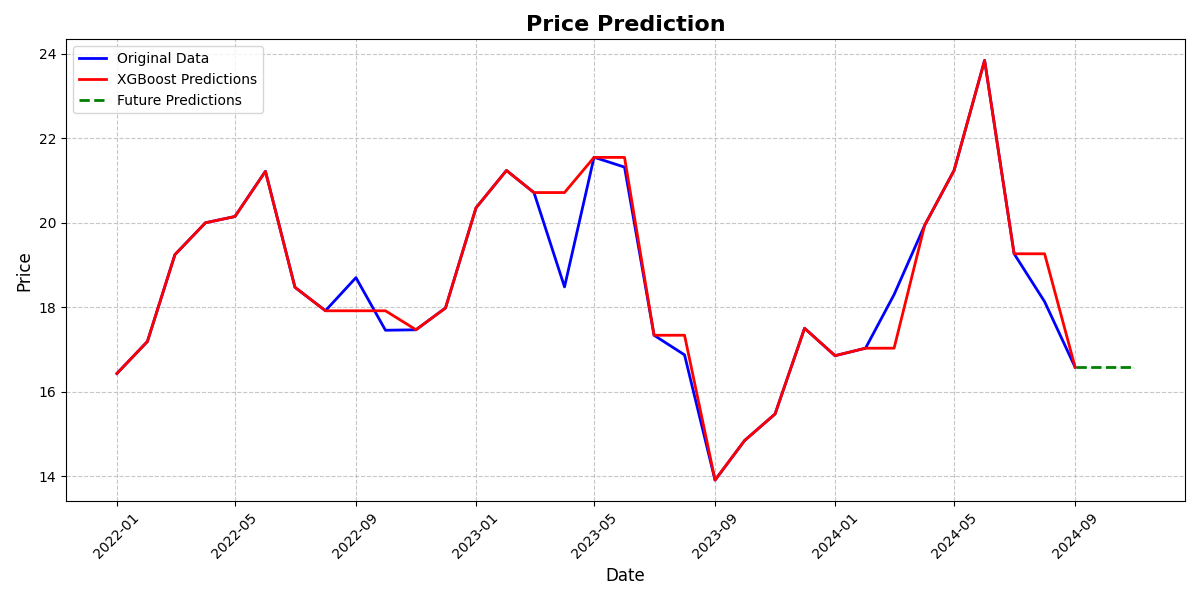 Price Prediction
Original Data
XGBoost Predictions
Future Predictions
Price
24
22
20
18
16
14
2022-01
2022-05
2022-09
2023-01
2023-05
2023-09
2024-01
2024-05
2024-09
Date